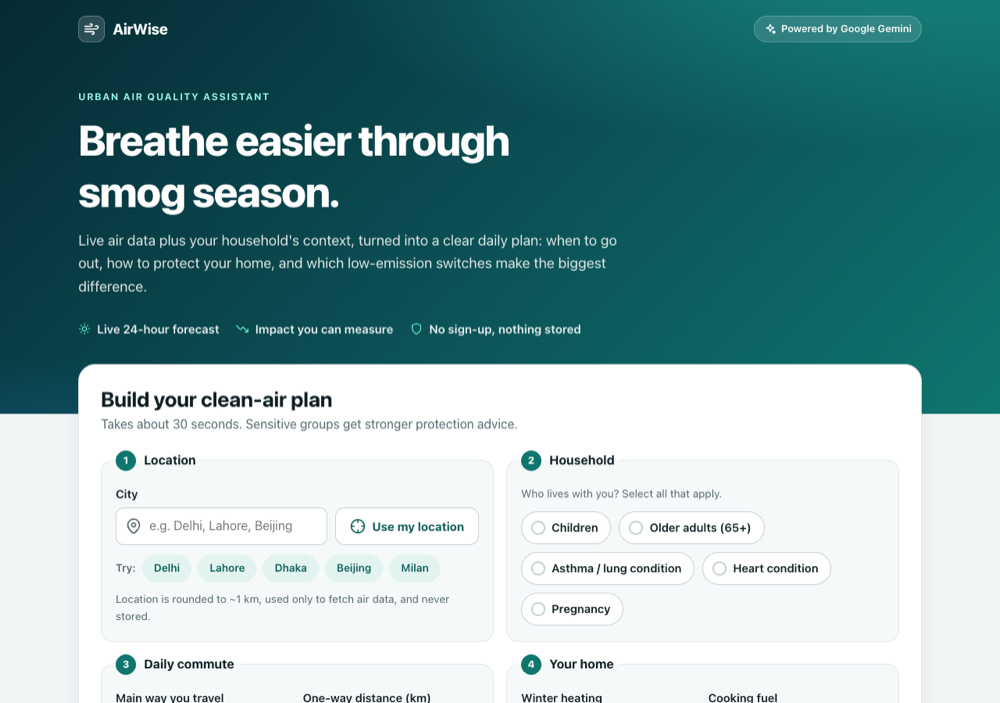 AirWise
Powered by Google Gemini
URBAN AIR QUALITY ASSISTANT
Breathe easier through
smog season.
Live air data plus your household's context, turned into a clear daily plan: when to go
out, how to protect your home, and which low-emission switches make the biggest
difference.
Live 24-hour forecast
Impact you can measure
No sign-up, nothing stored
Build your clean-air plan
Takes about 30 seconds. Sensitive groups get stronger protection advice.
1 Location
City
e.g. Delhi, Lahore, Beijing
Use my location
Try: Delhi Lahore Dhaka Beijing Milan
Location is rounded to ~1 km, used only to fetch air data, and never
stored.
2 Household
Who lives with you? Select all that apply.
Children
Older adults (65+)
Asthma / lung condition
Heart condition
Pregnancy
3 Daily commute
Main way you travel
One-way distance (km)
4 Your home
Winter heating
Cooking fuel